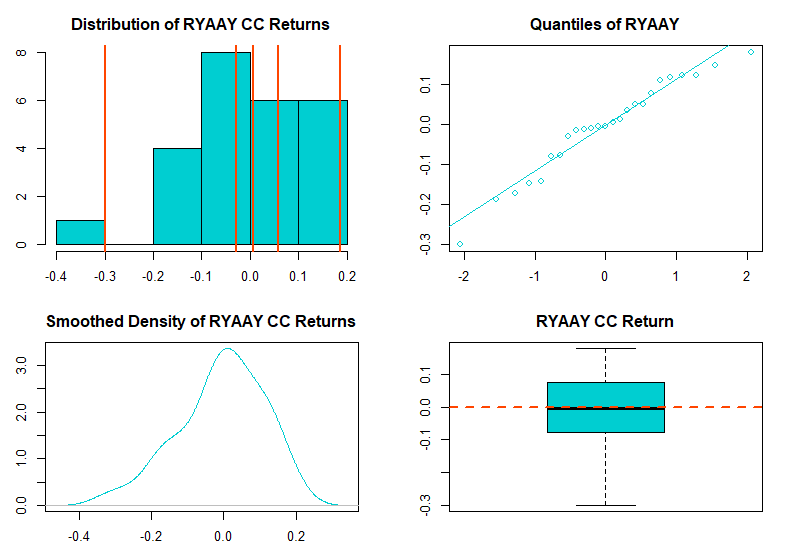 Distribution of RYAAY CC Returns
8
6
4
2
0
-0.4 -0.3 -0.2 -0.1 0.0 0.1 0.2
Quantiles of RYAAY
0.1
0.0
-0.1
-0.2
-0.3
-2 -1 0 1 2
Smoothed Density of RYAAY CC Returns
3.0
2.0
1.0
0.0
-0.4 -0.2 0.0 0.2
RYAAY CC Return
0.1
0.0
-0.1
-0.3